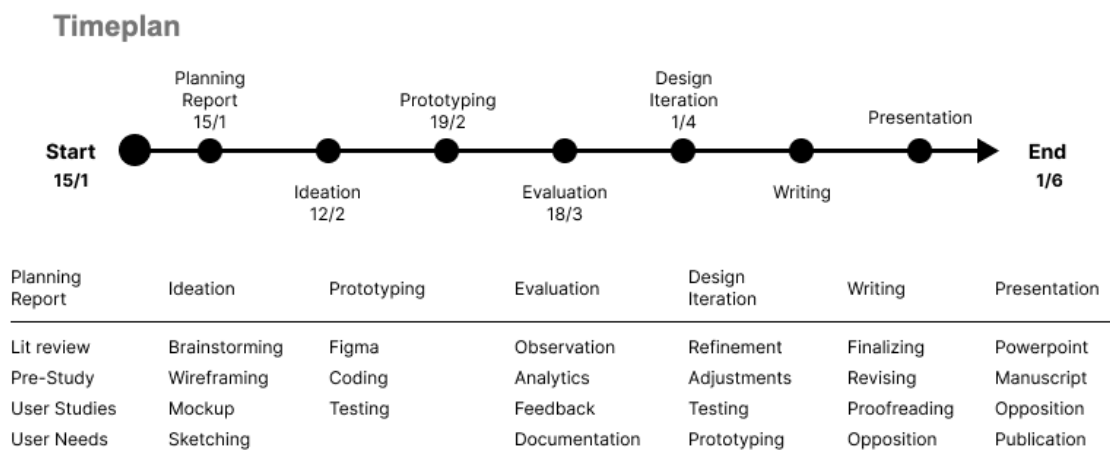 Timeplan
Planning
Report
15/1
Prototyping
19/2
Design
Iteration
1/4
Presentation
Start
15/1
End
1/6
Ideation
12/2
Evaluation
18/3
Writing
Planning
Report
Ideation
Prototyping
Evaluation
Design
Iteration
Writing
Presentation
Lit review Brainstorming Figma Observation Refinement Finalizing Powerpoint
Pre-Study Wireframing Coding Analytics Adjustments Revising Manuscript
User Studies Mockup Testing Feedback Testing Proofreading Opposition
User Needs Sketching Documentation Prototyping Opposition Publication